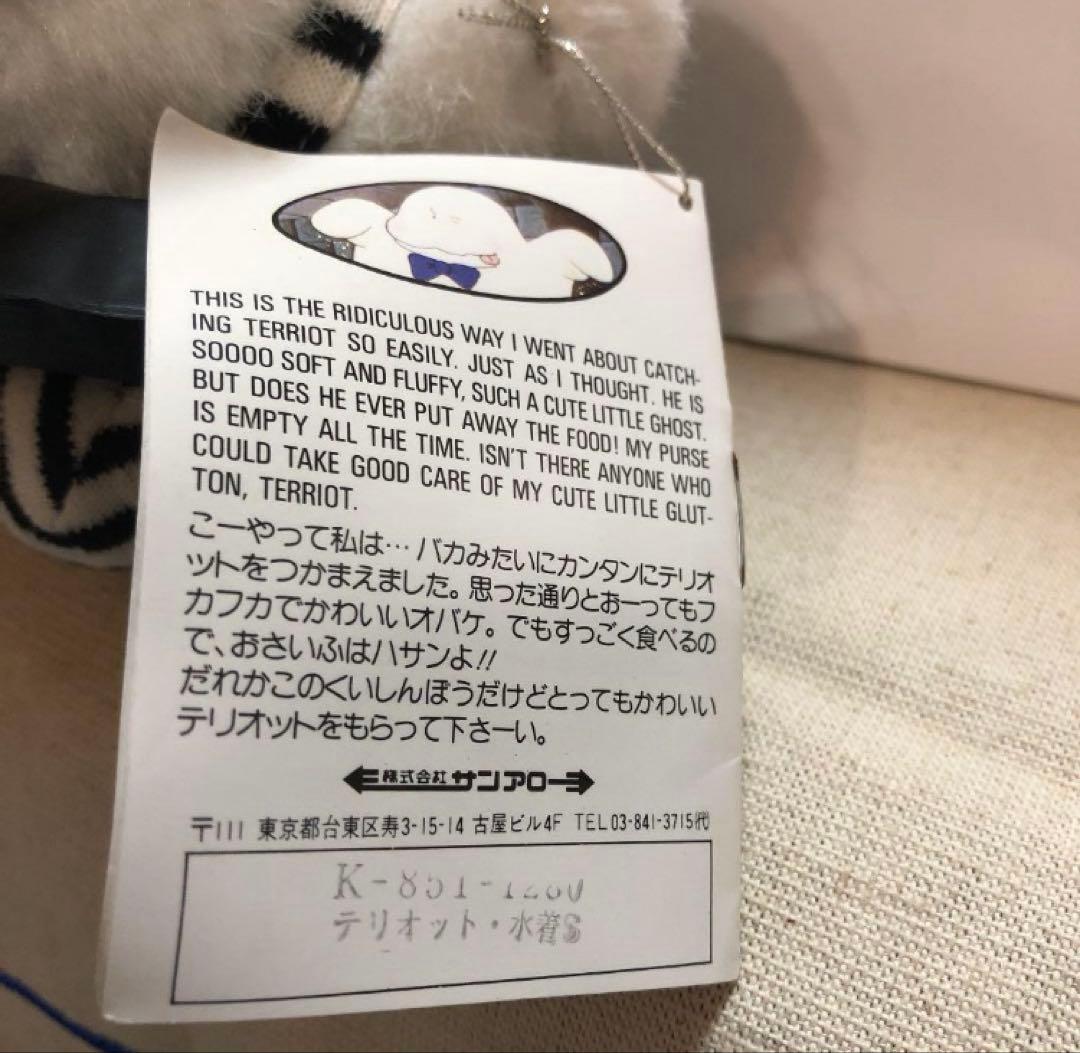 THIS IS THE RIDICULOUS WAY I WENT ABOUT CATCH-
ING TERRIOT SO EASILY. JUST AS I THOUGHT. HE IS
SOOOO SOFT AND FLUFFY, SUCH A CUTE LITTLE GHOST.
BUT DOES HE EVER PUT AWAY THE FOOD! MY PURSE
IS EMPTY ALL THE TIME. ISN'T THERE ANYONE WHO
COULD TAKE GOOD CARE OF MY CUTE LITTLE GLUT-
TON, TERRIOT.
こーやって私は… バカみたいにカンタンにテリオ
ットをつかまえました。思った通りとおーってもフ
カフカでかわいいオバケ。でもすっごく食べるの
で、おさいふはハサンよ!!
だれかこのくいしんぼうだけどとってもかわいい
テリオットをもらって下さーい。
株式会社 サンアロー
〒111 東京都台東区寿3-15-14 古屋ビル4F TEL 03-841-3715(代)
テリオット・水着S